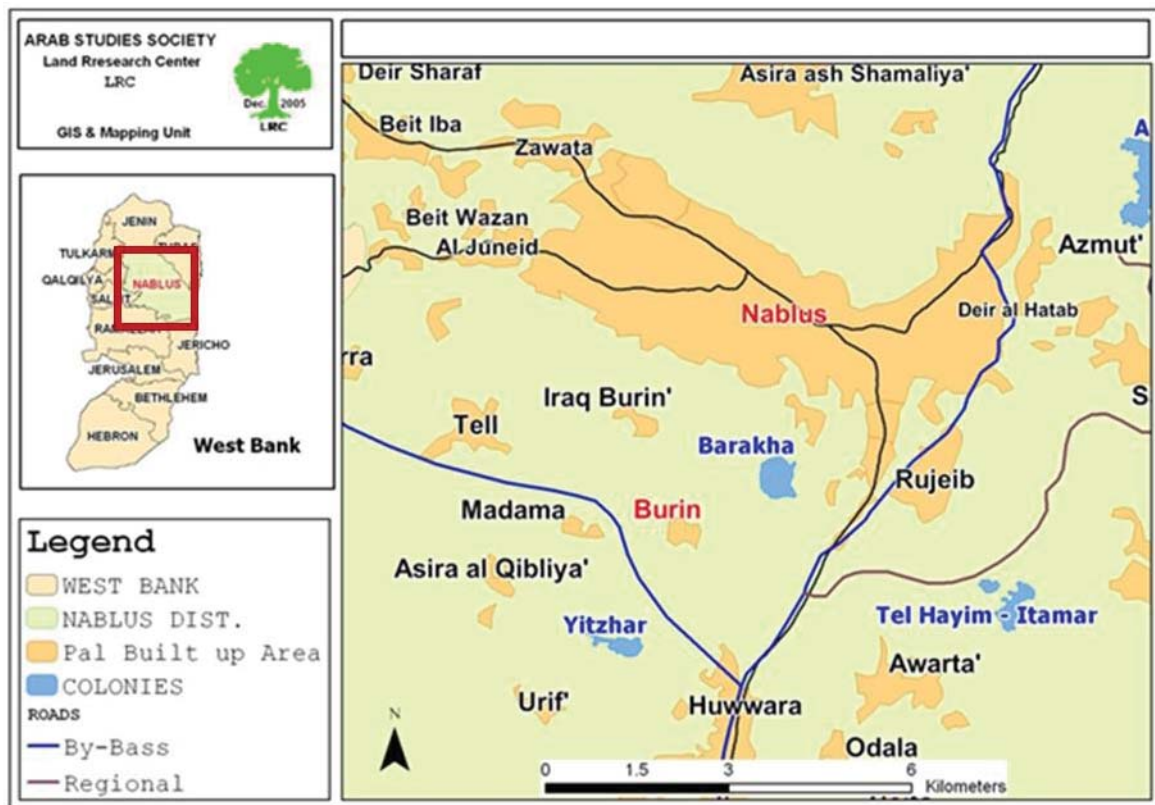 ARAB STUDIES SOCIETY
Land Rresearch Center
LRC
Dec. 2005
LRC
GIS & Mapping Unit
JENIN
TULKARM
QALQILYA
NABLUS
JERICHO
JERUSALEM
BETHLEHEM
HEBRON
West Bank
Legend
WEST BANK
NABLUS DIST.
Pal Built up Area
COLONIES
ROADS
By-Bass
Regional
Deir Sharaf
Asira ash Shamaliya'
Beit Iba
A
Zawata
Beit Wazan
Azmut'
Al Juneid
Nablus
Deir al Hatab
rra
Iraq Burin'
S
Tell
Barakha
Rujeib
Madama
Burin
Asira al Qibliya'
Yitzhar
Tel Hayim - Itamar
Awarta'
Urif'
Huwwara
Odala
N
0 1.5 3 6
Kilometers